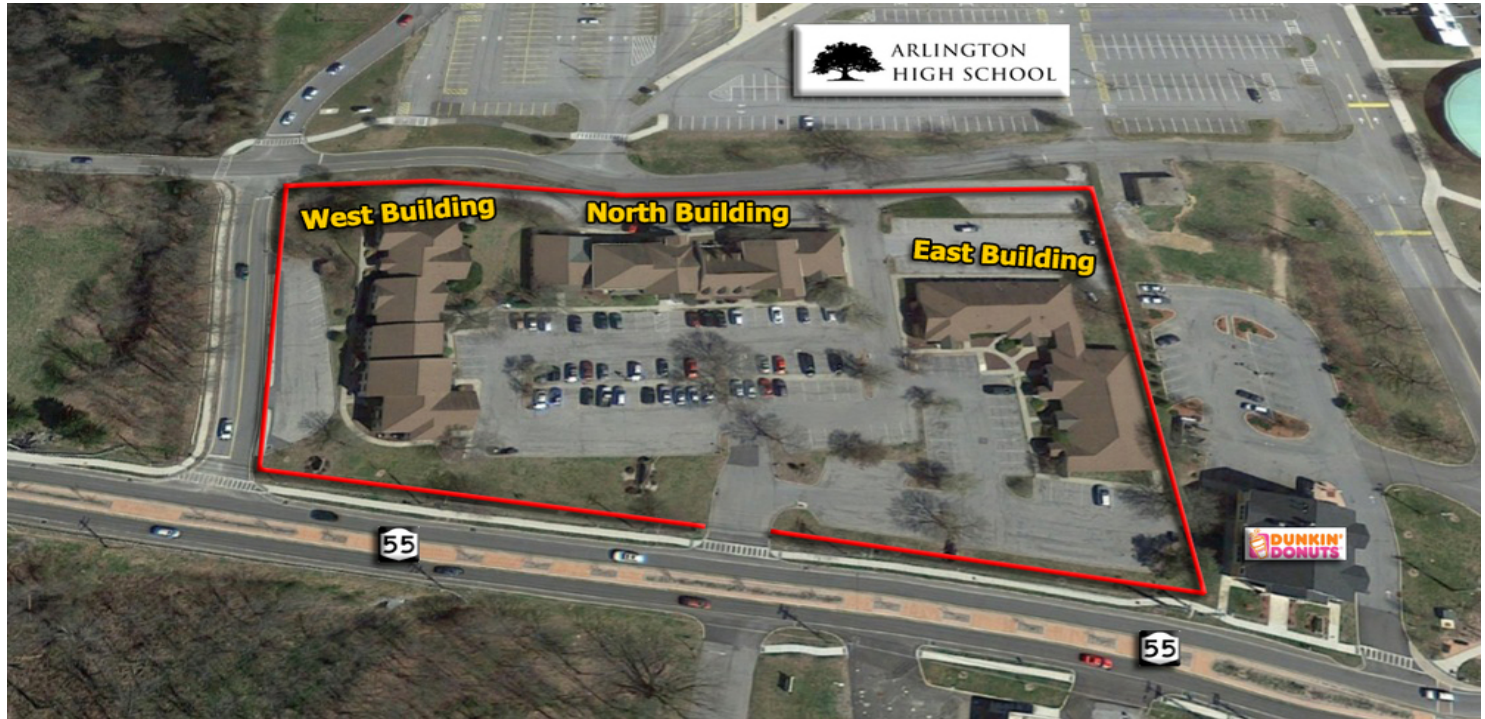 ARLINGTON
HIGH SCHOOL
West Building
North Building
East Building
55
DUNKIN'
DONUTS
55